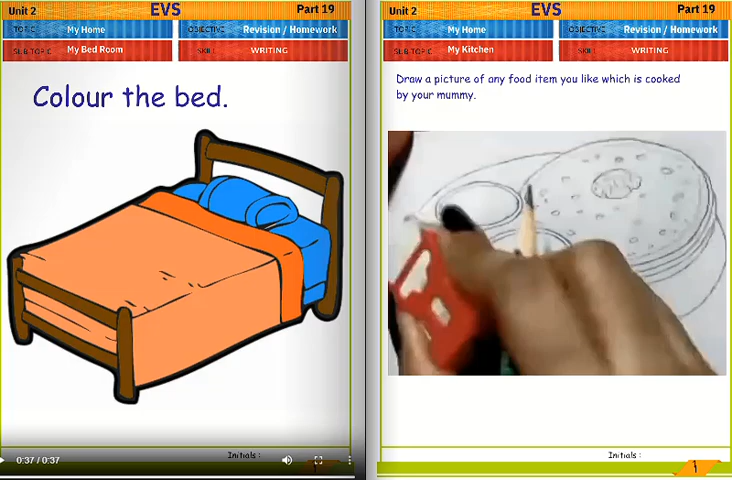 Unit 2
EVS
Part 19
TOPIC
My Home
OBJECTIVE
Revision / Homework
SUB TOPIC
My Bed Room
SKILL
WRITING
Colour the bed.
0:37 / 0:37
Initials :
Unit 2
EVS
Part 19
TOPIC
My Home
OBJECTIVE
Revision / Homework
SUB TOPIC
My Kitchen
SKILL
WRITING
Draw a picture of any food item you like which is cooked
by your mummy.
Initials :